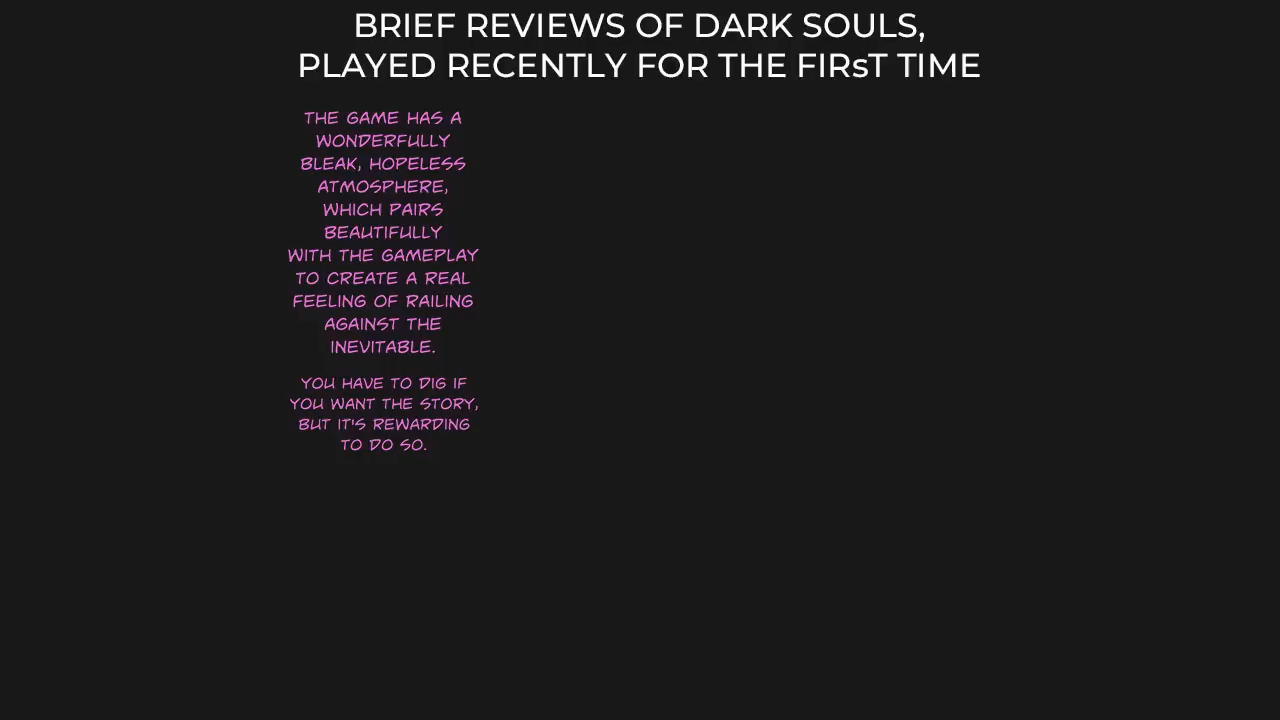 BRIEF REVIEWS OF DARK SOULS,
PLAYED RECENTLY FOR THE FIRsT TIME
THE GAME HAS A
WONDERFULLY
BLEAK, HOPELESS
ATMOSPHERE,
WHICH PAIRS
BEAUTIFULLY
WITH THE GAMEPLAY
TO CREATE A REAL
FEELING OF RAILING
AGAINST THE
INEVITABLE.
YOU HAVE TO DIG IF
YOU WANT THE STORY,
BUT IT'S REWARDING
TO DO SO.